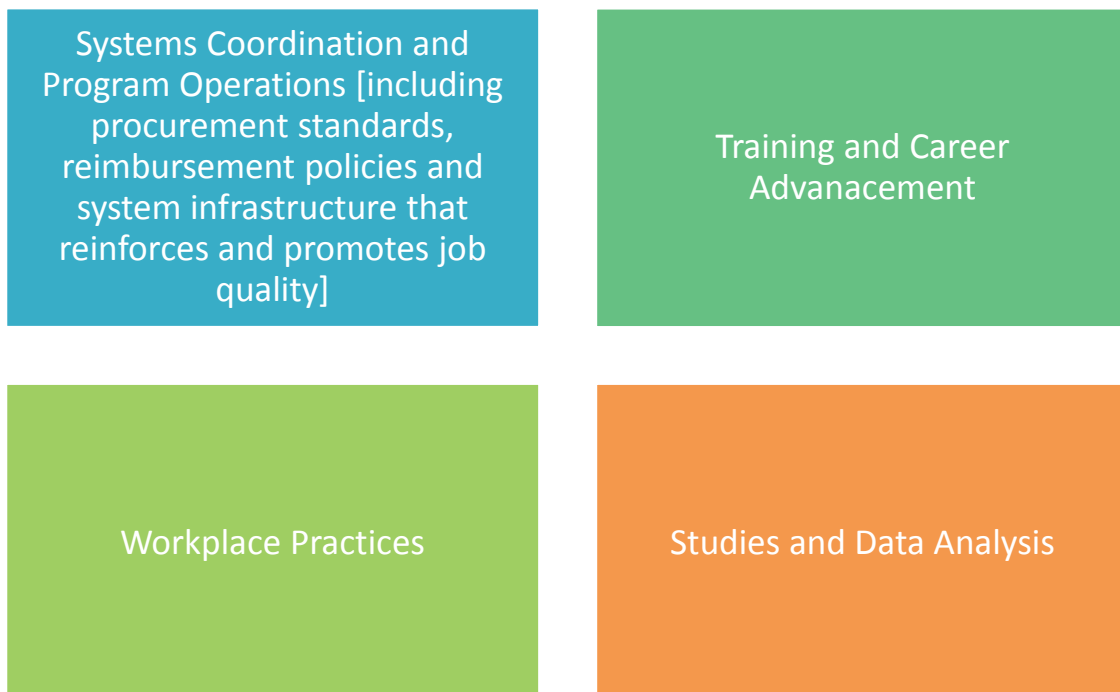 Systems Coordination and
Program Operations [including
procurement standards,
reimbursement policies and
system infrastructure that
reinforces and promotes job
quality]
Training and Career
Advanacement
Workplace Practices
Studies and Data Analysis